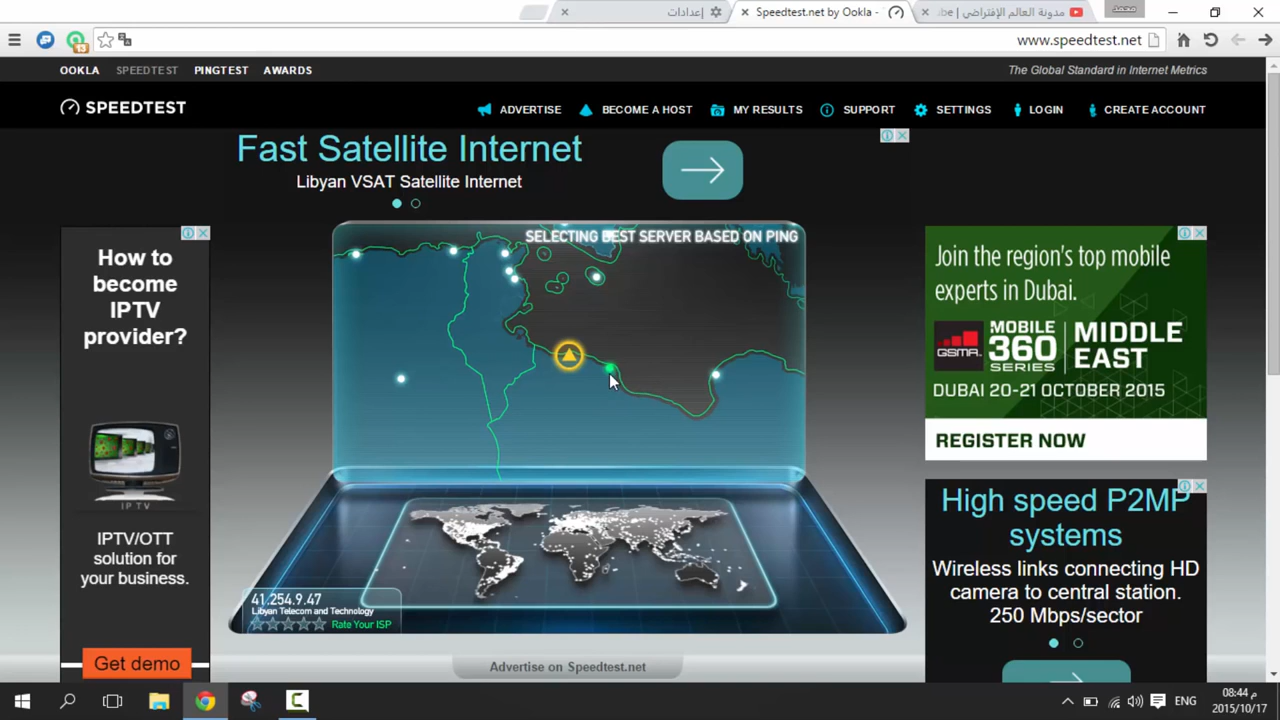 إعدادات
Speedtest.net by Ookla -
مدونة العالم الإفتراضي
محمد
www.speedtest.net
13
OOKLA
SPEEDTEST
PINGTEST
AWARDS
The Global Standard in Internet Metrics
SPEEDTEST
ADVERTISE
BECOME A HOST
MY RESULTS
SUPPORT
SETTINGS
LOGIN
CREATE ACCOUNT
Fast Satellite Internet
Libyan VSAT Satellite Internet
How to
become
IPTV
provider?
IPTV
IPTV/OTT
solution for
your business.
Get demo
SELECTING BEST SERVER BASED ON PING
41.254.9.47
Libyan Telecom and Technology
Rate Your ISP
Advertise on Speedtest.net
Join the region's top mobile
experts in Dubai.
GSMA
MOBILE
360
SERIES
MIDDLE
EAST
DUBAI 20-21 OCTOBER 2015
REGISTER NOW
High speed P2MP
systems
Wireless links connecting HD
camera to central station.
250 Mbps/sector
ENG
08:44 م
2015/10/17